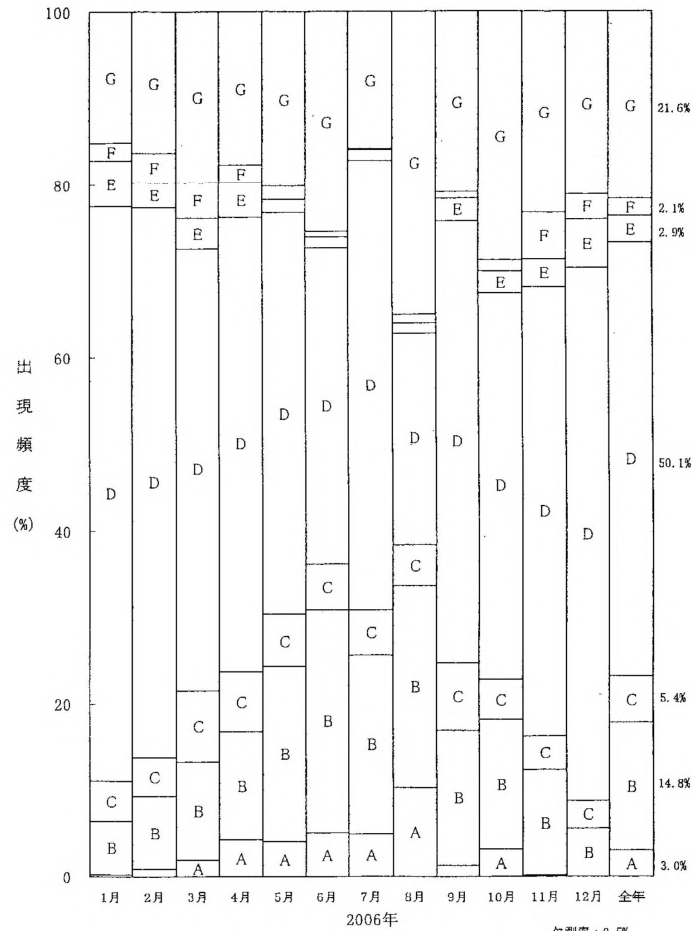 100
80
60
40
20
0
出現頻度(%)
G G G G G G G G G G G G G
F F F F F F F
E E E E E E E E E
D D D D D D D D D D D D D
C C C C C C C C C C C C C
B B B B B B B B B B B B B
A A A A A A A A A
21.6%
2.1%
2.9%
50.1%
5.4%
14.8%
3.0%
1月 2月 3月 4月 5月 6月 7月 8月 9月 10月 11月 12月 全年
2006年